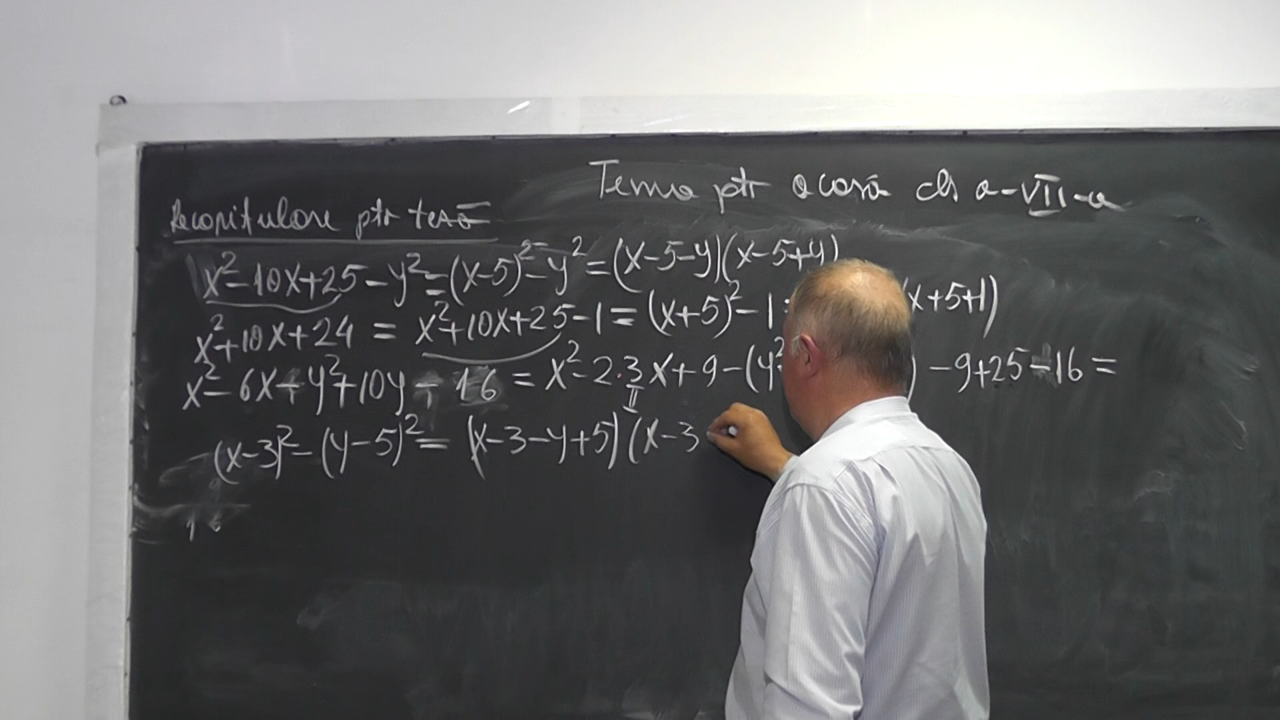 Tema ptr acasă cls a-VII-a
Recapitulare ptr teză
x²-10x+25-y²=(x-5)²-y²=(x-5-y)(x-5+y)
x²+10x+24 = x²+10x+25-1=(x+5)²-1 (x+5+1)
x²-6x+y²+10y-16 = x²-2·3x+9-(y² ) -9+25-16=
(x-3)²-(y-5)²= (x-3-y+5)(x-3